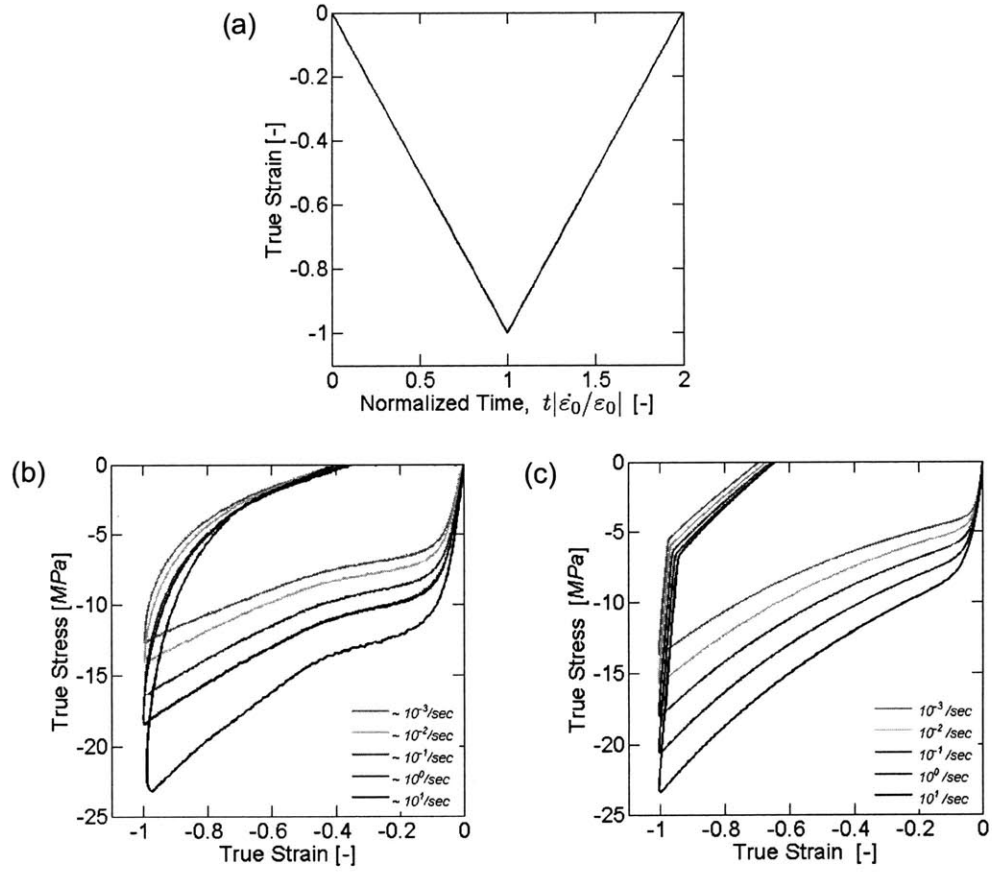 (a)
0
-0.2
-0.4
-0.6
-0.8
-1
True Strain [-]
0 0.5 1 1.5 2
Normalized Time, t|ε̇₀/ε₀| [-]
(b)
0
-5
-10
-15
-20
-25
True Stress [MPa]
~ 10⁻³/sec
~ 10⁻²/sec
~ 10⁻¹/sec
~ 10⁰/sec
~ 10¹/sec
-1 -0.8 -0.6 -0.4 -0.2 0
True Strain [-]
(c)
0
-5
-10
-15
-20
-25
True Stress [MPa]
10⁻³/sec
10⁻²/sec
10⁻¹/sec
10⁰/sec
10¹/sec
-1 -0.8 -0.6 -0.4 -0.2 0
True Strain [-]